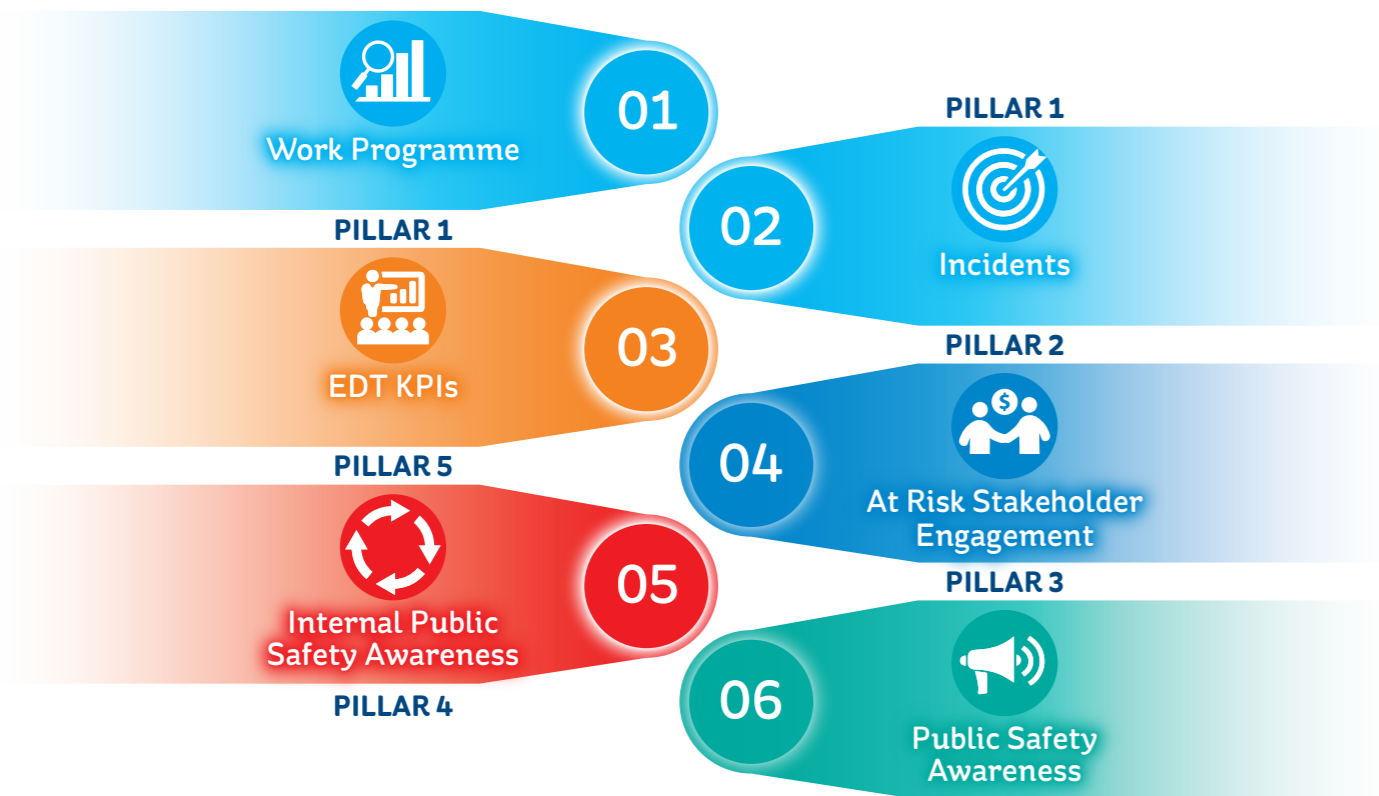 01
Work Programme
PILLAR 1
PILLAR 1
02
Incidents
03
EDT KPIs
PILLAR 5
PILLAR 2
04
$
At Risk Stakeholder
Engagement
05
Internal Public
Safety Awareness
PILLAR 4
PILLAR 3
06
Public Safety
Awareness